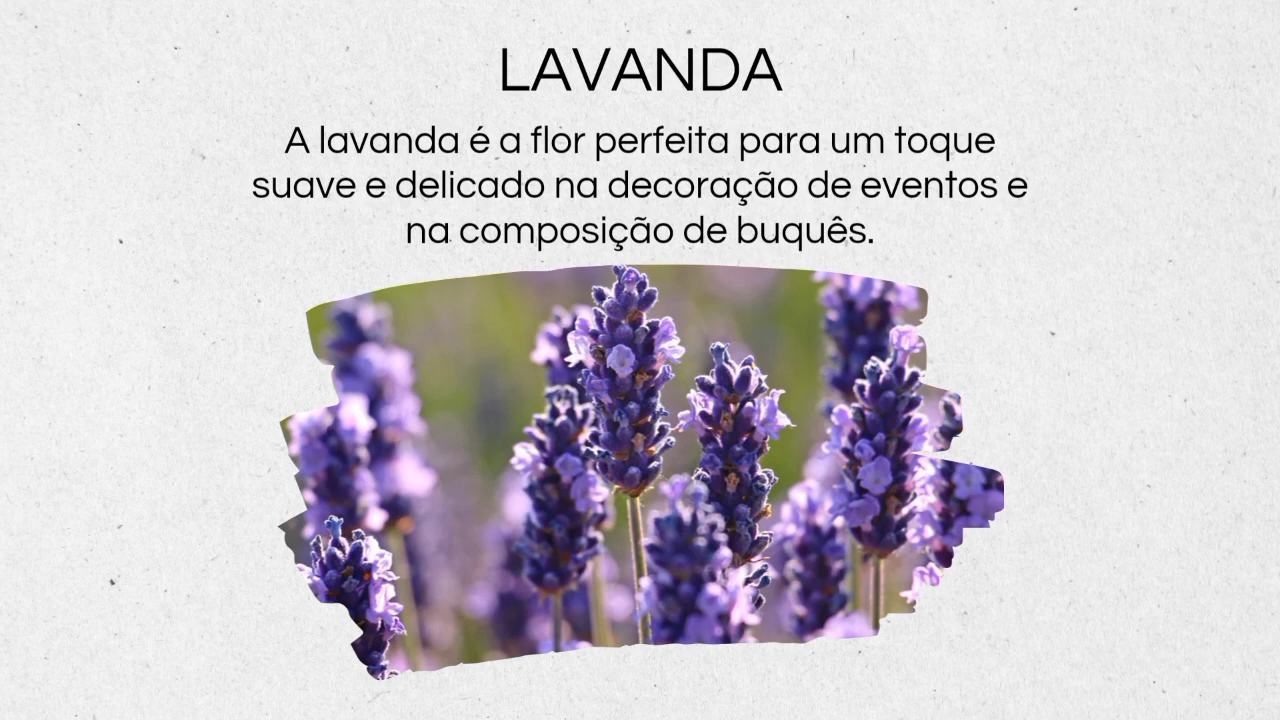 LAVANDA
A lavanda é a flor perfeita para um toque
suave e delicado na decoração de eventos e
na composição de buquês.